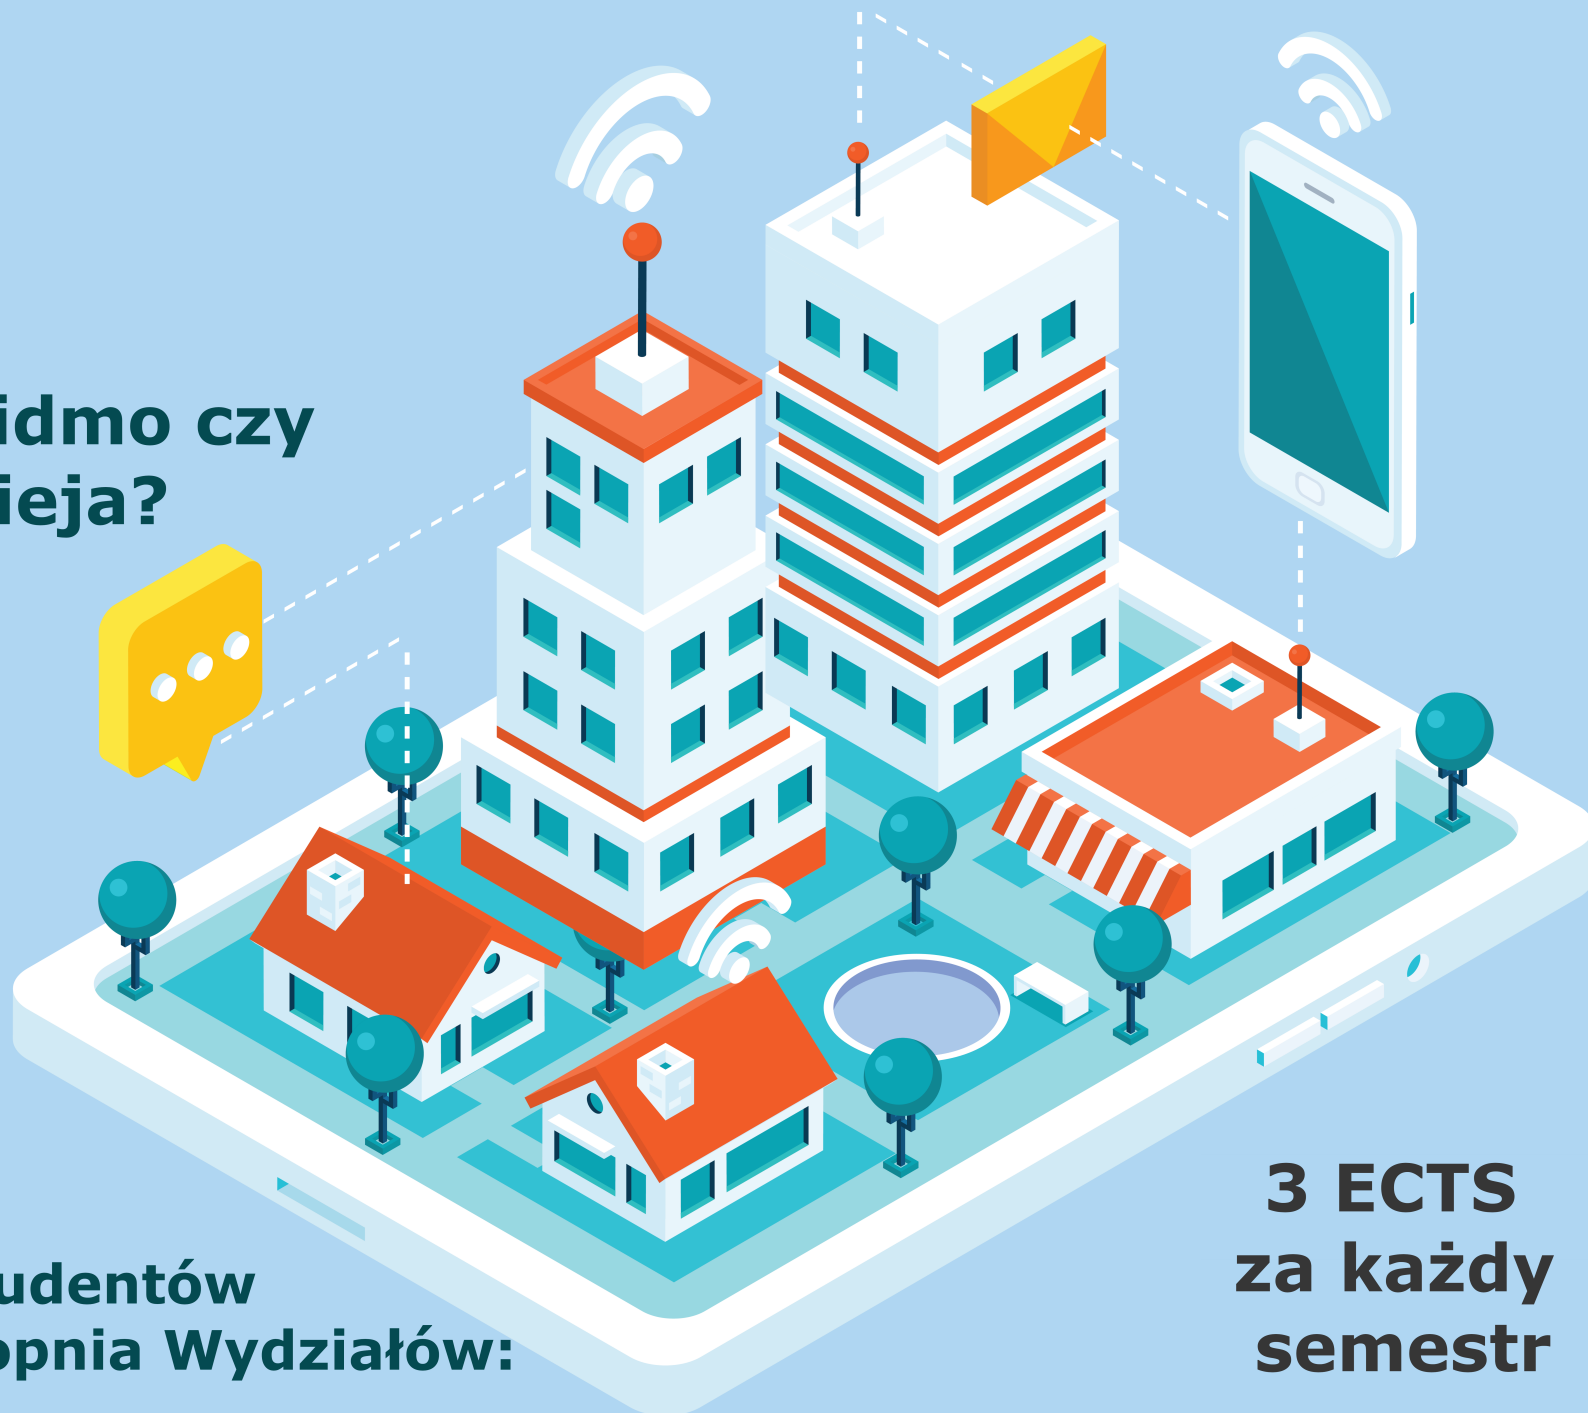 idmo czy
ieja?
udentów
opnia Wydziałów:
3 ECTS
za każdy
semestr